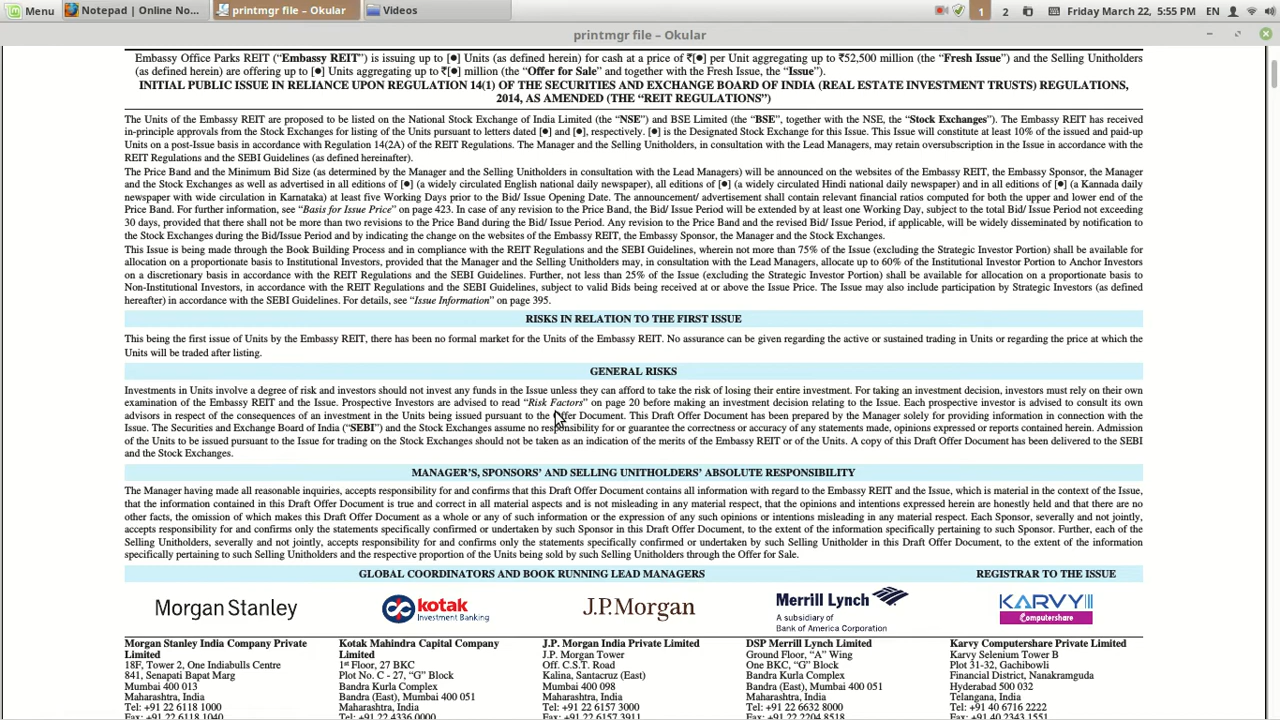 Menu
Notepad | Online No...
printmgr file – Okular
Videos
1
2
Friday March 22, 5:55 PM
EN
printmgr file – Okular
Embassy Office Parks REIT (“Embassy REIT”) is issuing up to [●] Units (as defined herein) for cash at a price of ₹[●] per Unit aggregating up to ₹52,500 million (the “Fresh Issue”) and the Selling Unitholders
(as defined herein) are offering up to [●] Units aggregating up to ₹[●] million (the “Offer for Sale” and together with the Fresh Issue, the “Issue”).
INITIAL PUBLIC ISSUE IN RELIANCE UPON REGULATION 14(1) OF THE SECURITIES AND EXCHANGE BOARD OF INDIA (REAL ESTATE INVESTMENT TRUSTS) REGULATIONS,
2014, AS AMENDED (THE “REIT REGULATIONS”)
The Units of the Embassy REIT are proposed to be listed on the National Stock Exchange of India Limited (the “NSE”) and BSE Limited (the “BSE”, together with the NSE, the “Stock Exchanges”). The Embassy REIT has received
in-principle approvals from the Stock Exchanges for listing of the Units pursuant to letters dated [●] and [●], respectively. [●] is the Designated Stock Exchange for this Issue. This Issue will constitute at least 10% of the issued and paid-up
Units on a post-Issue basis in accordance with Regulation 14(2A) of the REIT Regulations. The Manager and the Selling Unitholders, in consultation with the Lead Managers, may retain oversubscription in the Issue in accordance with the
REIT Regulations and the SEBI Guidelines (as defined hereinafter).
The Price Band and the Minimum Bid Size (as determined by the Manager and the Selling Unitholders in consultation with the Lead Managers) will be announced on the websites of the Embassy REIT, the Embassy Sponsor, the Manager
and the Stock Exchanges as well as advertised in all editions of [●] (a widely circulated English national daily newspaper), all editions of [●] (a widely circulated Hindi national daily newspaper) and in all editions of [●] (a Kannada daily
newspaper with wide circulation in Karnataka) at least five Working Days prior to the Bid/ Issue Opening Date. The announcement/ advertisement shall contain relevant financial ratios computed for both the upper and lower end of the
Price Band. For further information, see “Basis for Issue Price” on page 423. In case of any revision to the Price Band, the Bid/ Issue Period will be extended by at least one Working Day, subject to the total Bid/ Issue Period not exceeding
30 days, provided that there shall not be more than two revisions to the Price Band during the Bid/ Issue Period. Any revision to the Price Band and the revised Bid/ Issue Period, if applicable, will be widely disseminated by notification to
the Stock Exchanges during the Bid/Issue Period and by indicating the change on the websites of the Embassy REIT, the Embassy Sponsor, the Manager and the Stock Exchanges.
This Issue is being made through the Book Building Process and in compliance with the REIT Regulations and the SEBI Guidelines, wherein not more than 75% of the Issue (excluding the Strategic Investor Portion) shall be available for
allocation on a proportionate basis to Institutional Investors, provided that the Manager and the Selling Unitholders may, in consultation with the Lead Managers, allocate up to 60% of the Institutional Investor Portion to Anchor Investors
on a discretionary basis in accordance with the REIT Regulations and the SEBI Guidelines. Further, not less than 25% of the Issue (excluding the Strategic Investor Portion) shall be available for allocation on a proportionate basis to
Non-Institutional Investors, in accordance with the REIT Regulations and the SEBI Guidelines, subject to valid Bids being received at or above the Issue Price. The Issue may also include participation by Strategic Investors (as defined
hereafter) in accordance with the SEBI Guidelines. For details, see “Issue Information” on page 395.
RISKS IN RELATION TO THE FIRST ISSUE
This being the first issue of Units by the Embassy REIT, there has been no formal market for the Units of the Embassy REIT. No assurance can be given regarding the active or sustained trading in Units or regarding the price at which the
Units will be traded after listing.
GENERAL RISKS
Investments in Units involve a degree of risk and investors should not invest any funds in the Issue unless they can afford to take the risk of losing their entire investment. For taking an investment decision, investors must rely on their own
examination of the Embassy REIT and the Issue. Prospective Investors are advised to read “Risk Factors” on page 20 before making an investment decision relating to the Issue. Each prospective investor is advised to consult its own
advisors in respect of the consequences of an investment in the Units being issued pursuant to the Offer Document. This Draft Offer Document has been prepared by the Manager solely for providing information in connection with the
Issue. The Securities and Exchange Board of India (“SEBI”) and the Stock Exchanges assume no responsibility for or guarantee the correctness or accuracy of any statements made, opinions expressed or reports contained herein. Admission
of the Units to be issued pursuant to the Issue for trading on the Stock Exchanges should not be taken as an indication of the merits of the Embassy REIT or of the Units. A copy of this Draft Offer Document has been delivered to the SEBI
and the Stock Exchanges.
MANAGER’S, SPONSORS’ AND SELLING UNITHOLDERS’ ABSOLUTE RESPONSIBILITY
The Manager having made all reasonable inquiries, accepts responsibility for and confirms that this Draft Offer Document contains all information with regard to the Embassy REIT and the Issue, which is material in the context of the Issue,
that the information contained in this Draft Offer Document is true and correct in all material aspects and is not misleading in any material respect, that the opinions and intentions expressed herein are honestly held and that there are no
other facts, the omission of which makes this Draft Offer Document as a whole or any of such information or the expression of any such opinions or intentions misleading in any material respect. Each Sponsor, severally and not jointly,
accepts responsibility for and confirms only the statements specifically confirmed or undertaken by such Sponsor in this Draft Offer Document, to the extent of the information specifically pertaining to such Sponsor. Further, each of the
Selling Unitholders, severally and not jointly, accepts responsibility for and confirms only the statements specifically confirmed or undertaken by such Selling Unitholder in this Draft Offer Document, to the extent of the information
specifically pertaining to such Selling Unitholders and the respective proportion of the Units being sold by such Selling Unitholders through the Offer for Sale.
GLOBAL COORDINATORS AND BOOK RUNNING LEAD MANAGERS
REGISTRAR TO THE ISSUE
Morgan Stanley
kotak
Investment Banking
J.P.Morgan
Merrill Lynch
A subsidiary of
Bank of America Corporation
KARVY
Computershare
Morgan Stanley India Company Private
Limited
18F, Tower 2, One Indiabulls Centre
841, Senapati Bapat Marg
Mumbai 400 013
Maharashtra, India
Tel: +91 22 6118 1000
Fax: +91 22 6118 1040
Kotak Mahindra Capital Company
Limited
1st Floor, 27 BKC
Plot No. C - 27, “G” Block
Bandra Kurla Complex
Bandra (East), Mumbai 400 051
Maharashtra, India
Tel: +91 22 4336 0000
J.P. Morgan India Private Limited
J.P. Morgan Tower
Off. C.S.T. Road
Kalina, Santacruz (East)
Mumbai 400 098
Maharashtra, India
Tel: +91 22 6157 3000
Fax: +91 22 6157 3911
DSP Merrill Lynch Limited
Ground Floor, “A” Wing
One BKC, “G” Block
Bandra Kurla Complex
Bandra (East), Mumbai 400 051
Maharashtra, India
Tel: +91 22 6632 8000
Fax: +91 22 2204 8518
Karvy Computershare Private Limited
Karvy Selenium Tower B
Plot 31-32, Gachibowli
Financial District, Nanakramguda
Hyderabad 500 032
Telangana, India
Tel: +91 40 6716 2222
Fax: +91 40 2343 1551